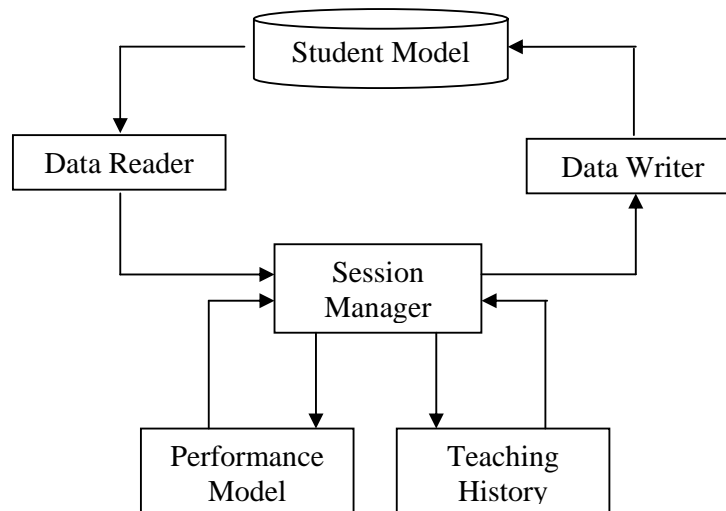 Student Model
Data Reader
Data Writer
Session
Manager
Performance
Model
Teaching
History